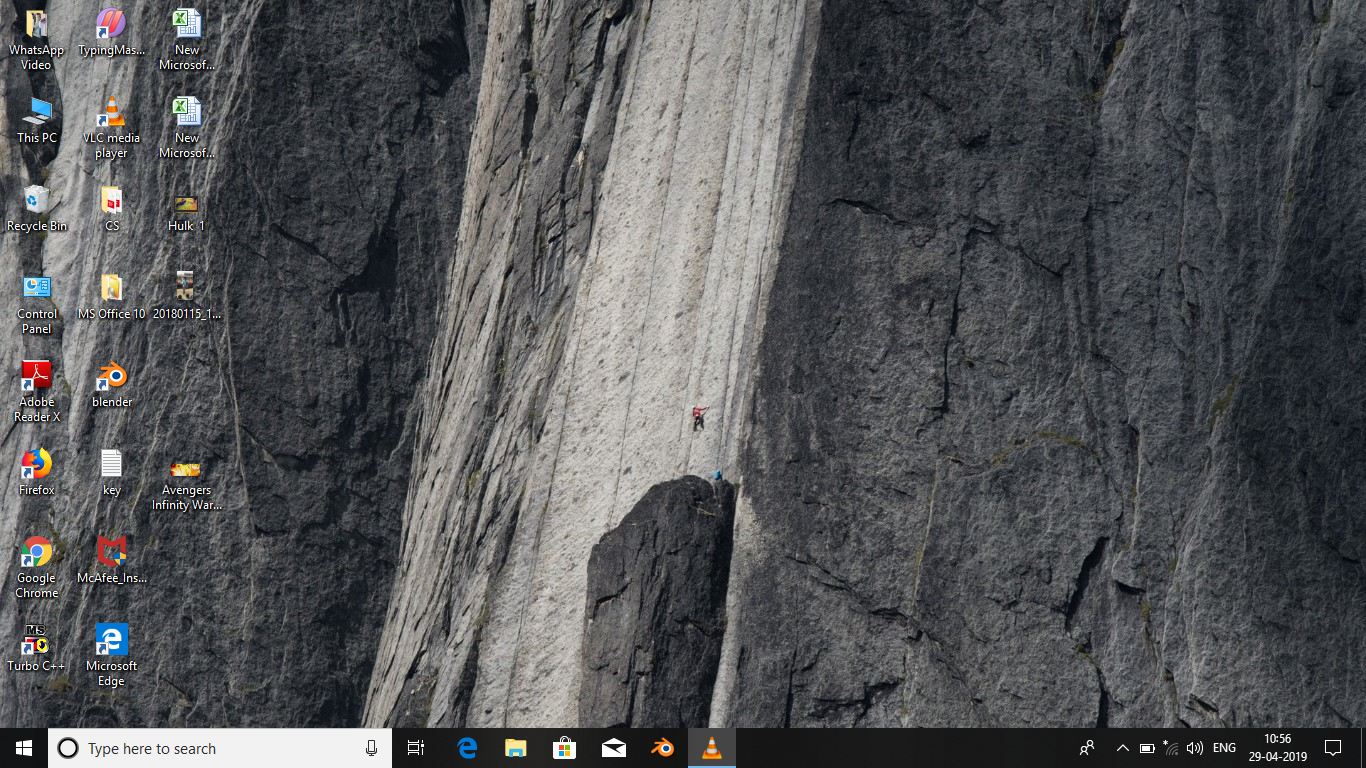 WhatsApp
Video
TypingMas...
New
Microsof...
This PC
VLC media
player
New
Microsof...
Recycle Bin
CS
Hulk 1
Control
Panel
MS Office 10
20180115_1...
Adobe
Reader X
blender
Firefox
key
Avengers
Infinity War...
Google
Chrome
McAfee_Ins...
MS
Turbo C++
Microsoft
Edge
Type here to search
ENG
10:56
29-04-2019